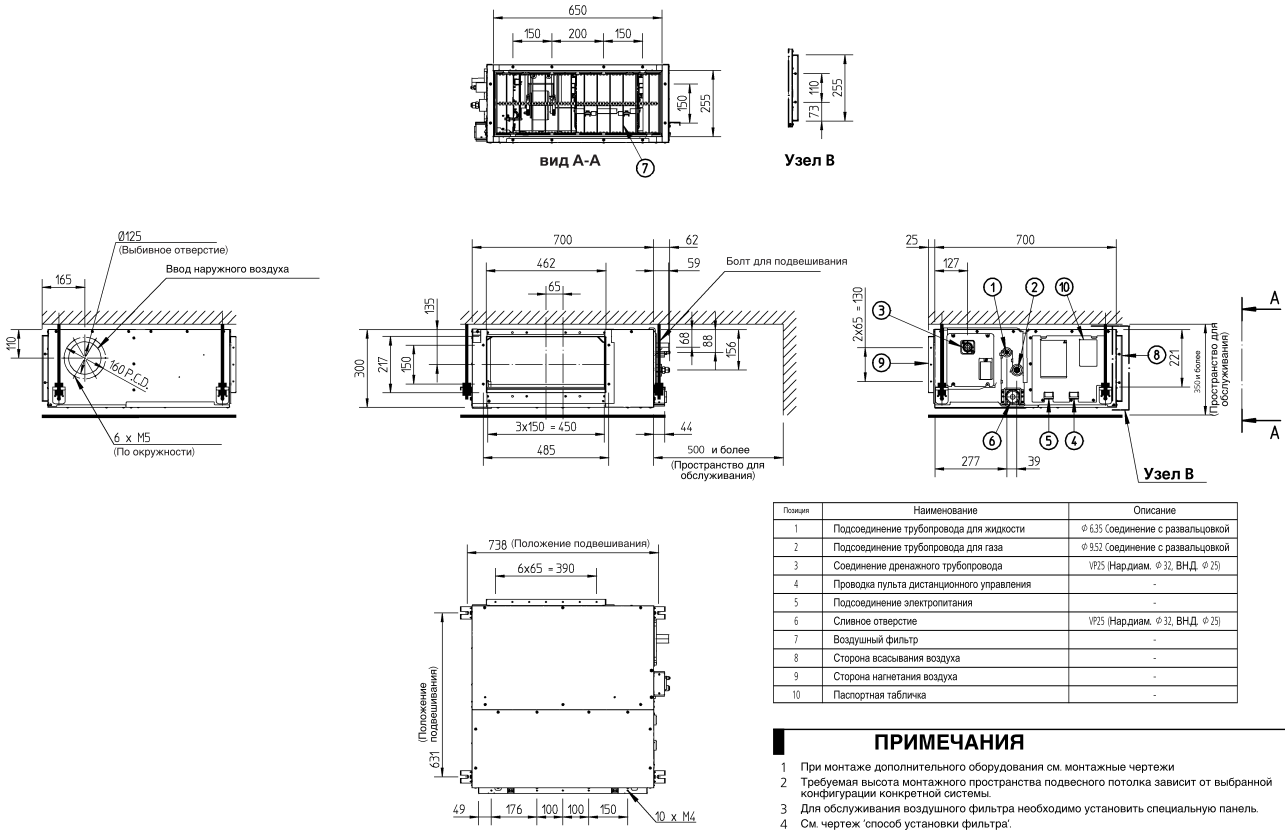 650
150
200
150
150
255
вид A-A
7
110
255
73
Узел B
Ø125
(Выбивное отверстие)
Ввод наружного воздуха
165
110
160 P.C.D.
6 x M5
(По окружности)
700
62
462
59
Болт для подвешивания
65
135
300
217
150
68
88
156
3x150 = 450
44
485
500 и более
(Пространство для
обслуживания)
25
700
127
1
2
10
3
2x65 = 130
9
8
221
350 и более
(Пространство для
обслуживания)
A
A
6
5
4
277
39
Узел B
738 (Положение подвешивания)
6x65 = 390
(Положение
подвешивания)
631
49
176
100
100
150
10 x M4
Позиция Наименование Описание
1 Подсоединение трубопровода для жидкости Φ 6.35 Соединение с развальцовкой
2 Подсоединение трубопровода для газа Φ 9.52 Соединение с развальцовкой
3 Соединение дренажного трубопровода VP25 (Нар.диам. Φ 32, ВН.Д. Φ 25)
4 Проводка пульта дистанционного управления -
5 Подсоединение электропитания -
6 Сливное отверстие VP25 (Нар.диам. Φ 32, ВН.Д. Φ 25)
7 Воздушный фильтр -
8 Сторона всасывания воздуха -
9 Сторона нагнетания воздуха -
10 Паспортная табличка -
ПРИМЕЧАНИЯ
1 При монтаже дополнительного оборудования см. монтажные чертежи
2 Требуемая высота монтажного пространства подвесного потолка зависит от выбранной
конфигурации конкретной системы.
3 Для обслуживания воздушного фильтра необходимо установить специальную панель.
4 См. чертеж 'способ установки фильтра'.